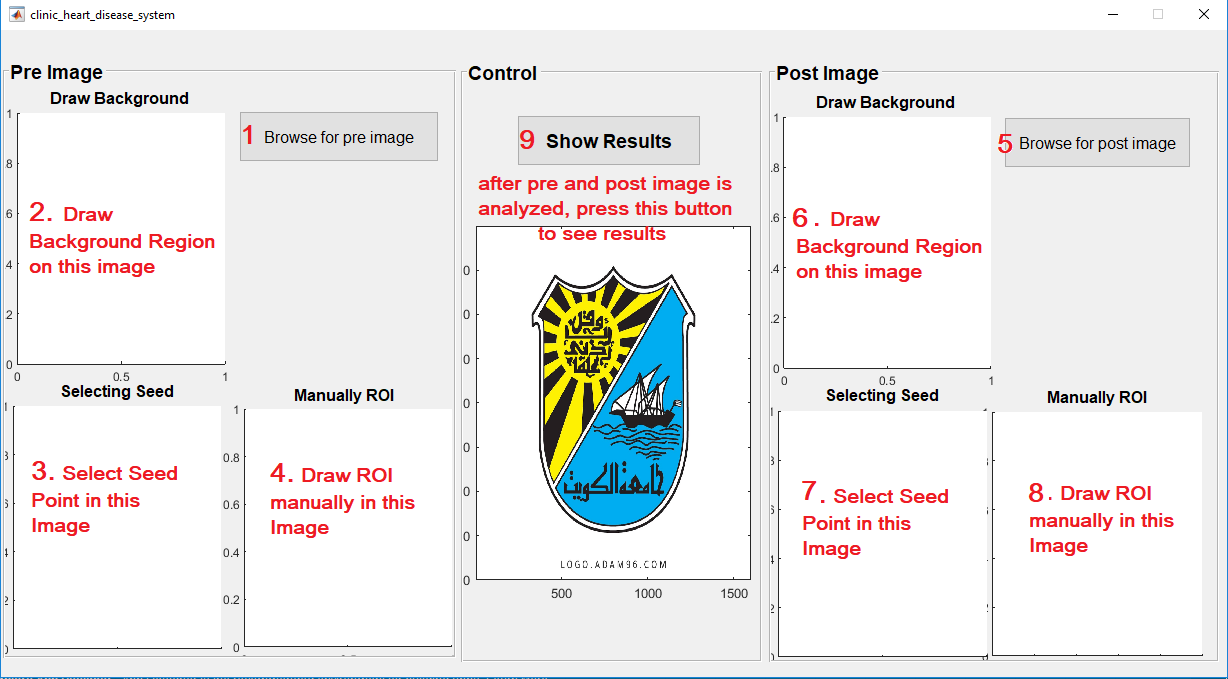 clinic_heart_disease_system
Pre Image
Draw Background
1 Browse for pre image
1
.8
.6
.4
.2
0
0 0.5 1
2. Draw
Background Region
on this image
Selecting Seed
3. Select Seed
Point in this
Image
Manually ROI
1
0.8
0.6
0.4
0.2
0
4. Draw ROI
manually in this
Image
Control
9 Show Results
after pre and post image is
analyzed, press this button
to see results
وقل
رب
زدني
علما
جامعة الكويت
LOGO.ADAM96.COM
0
0
0
0
0
0
0
0
500 1000 1500
Post Image
Draw Background
5 Browse for post image
1
.8
.6
.4
.2
0
0 0.5 1
6. Draw
Background Region
on this image
Selecting Seed
7. Select Seed
Point in this
Image
Manually ROI
8. Draw ROI
manually in this
Image